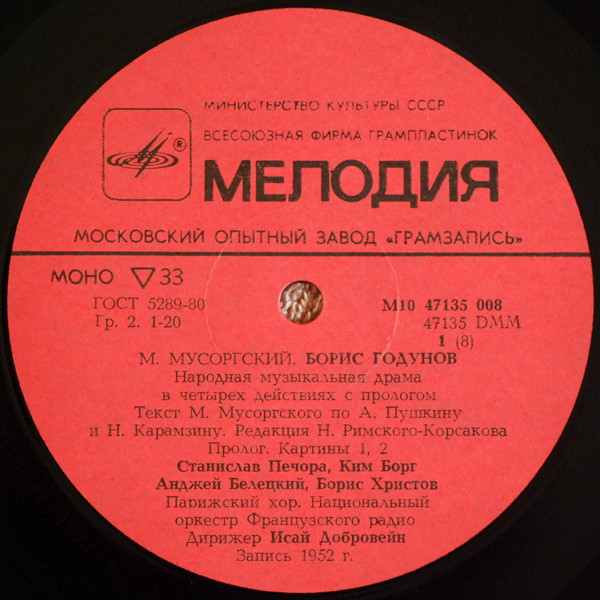 МИНИСТЕРСТВО КУЛЬТУРЫ СССР
ВСЕСОЮЗНАЯ ФИРМА ГРАМПЛАСТИНОК
®
МЕЛОДИЯ
МОСКОВСКИЙ ОПЫТНЫЙ ЗАВОД «ГРАМЗАПИСЬ»
МОНО ▽ 33
ГОСТ 5289-80
Гр. 2. 1-20
М10 47135 008
47135 DMM
1 (8)
М. МУСОРГСКИЙ. БОРИС ГОДУНОВ
Народная музыкальная драма
в четырех действиях с прологом
Текст М. Мусоргского по А. Пушкину
и Н. Карамзину. Редакция Н. Римского-Корсакова
Пролог. Картины 1, 2
Станислав Печора, Ким Борг
Анджей Белецкий, Борис Христов
Парижский хор. Национальный
оркестр Французского радио
Дирижер Исай Добровейн
Запись 1952 г.